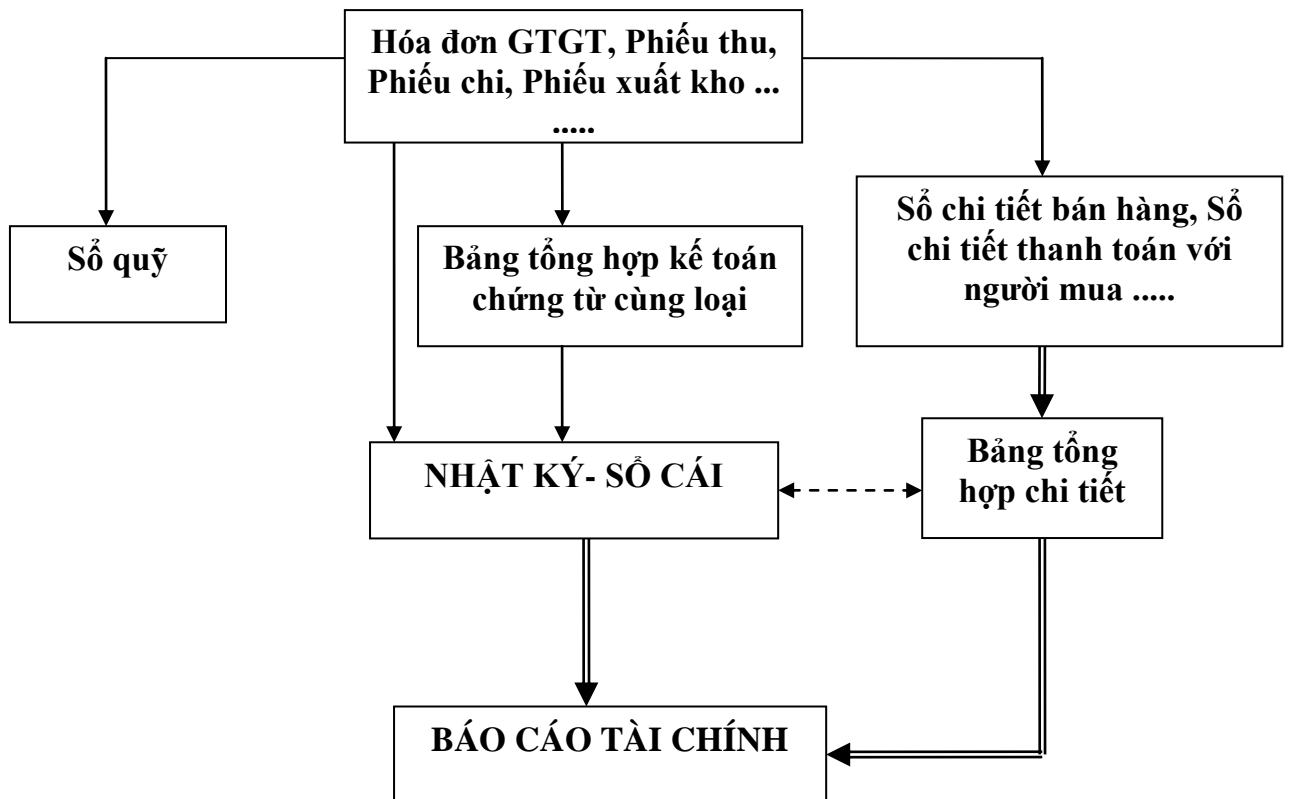 Hóa đơn GTGT, Phiếu thu,
Phiếu chi, Phiếu xuất kho ...
.....
Sổ quỹ
Bảng tổng hợp kế toán
chứng từ cùng loại
Sổ chi tiết bán hàng, Sổ
chi tiết thanh toán với
người mua .....
NHẬT KÝ- SỔ CÁI
Bảng tổng
hợp chi tiết
BÁO CÁO TÀI CHÍNH